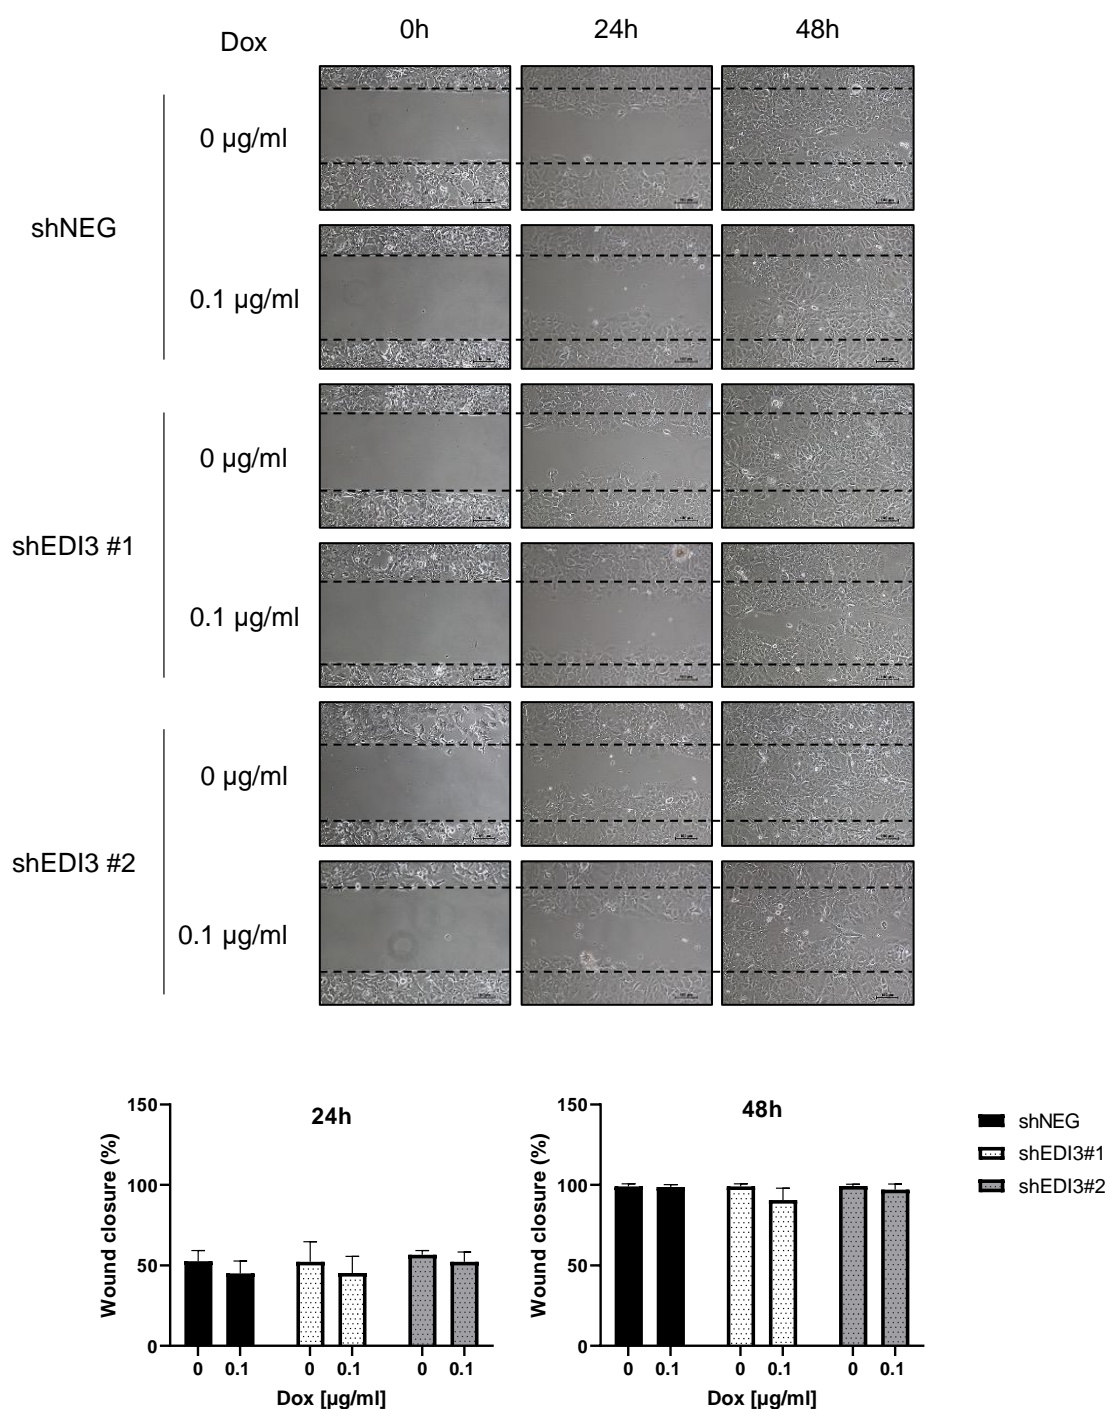 Dox 0h 24h 48h
shNEG
0 µg/ml
0.1 µg/ml
shEDI3 #1
0 µg/ml
0.1 µg/ml
shEDI3 #2
0 µg/ml
0.1 µg/ml
24h
Wound closure (%)
150
100
50
0
0 0.1 0 0.1 0 0.1
Dox [µg/ml]
48h
Wound closure (%)
150
100
50
0
0 0.1 0 0.1 0 0.1
Dox [µg/ml]
shNEG
shEDI3#1
shEDI3#2